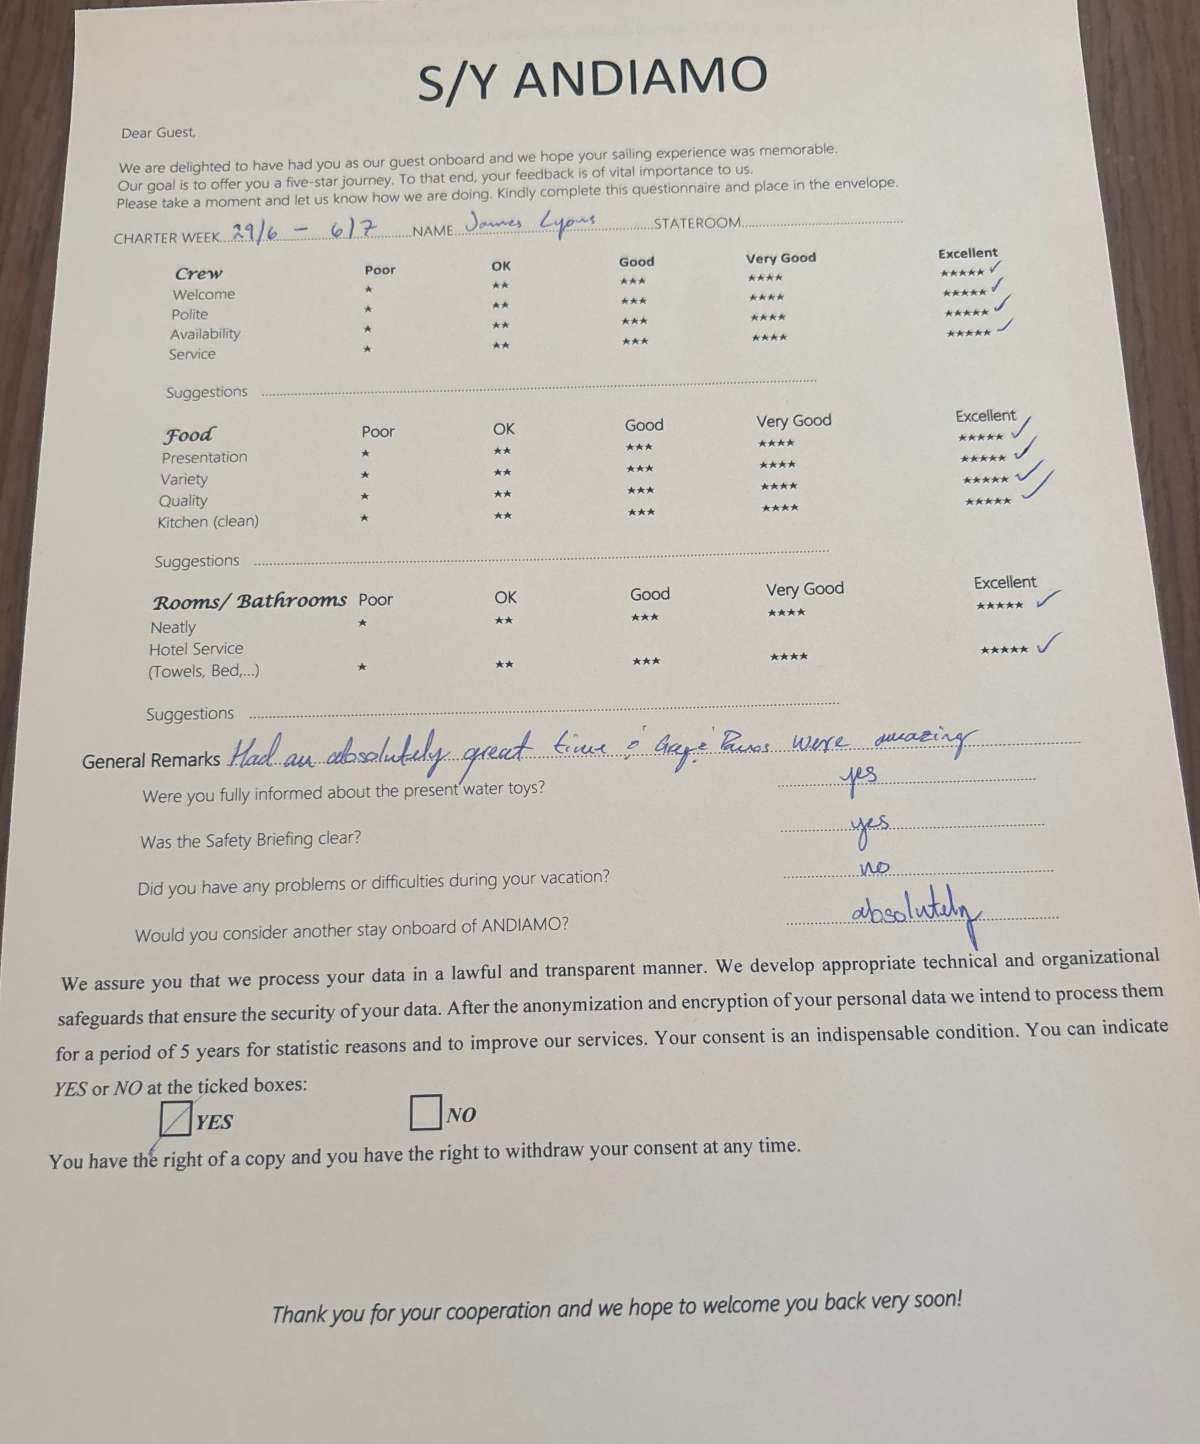 S/Y ANDIAMO
Dear Guest,
We are delighted to have had you as our guest onboard and we hope your sailing experience was memorable.
Our goal is to offer you a five-star journey. To that end, your feedback is of vital importance to us.
Please take a moment and let us know how we are doing. Kindly complete this questionnaire and place in the envelope.
CHARTER WEEK 29/6 - 6/7 NAME James Lyons STATEROOM
Crew Poor OK Good Very Good Excellent
Welcome ★ ★★ ★★★ ★★★★ ★★★★★ ✓
Polite ★ ★★ ★★★ ★★★★ ★★★★★ ✓
Availability ★ ★★ ★★★ ★★★★ ★★★★★ ✓
Service ★ ★★ ★★★ ★★★★ ★★★★★ ✓
Suggestions
Food Poor OK Good Very Good Excellent
Presentation ★ ★★ ★★★ ★★★★ ★★★★★ ✓
Variety ★ ★★ ★★★ ★★★★ ★★★★★ ✓
Quality ★ ★★ ★★★ ★★★★ ★★★★★ ✓
Kitchen (clean) ★ ★★ ★★★ ★★★★ ★★★★★ ✓
Suggestions
Rooms/ Bathrooms Poor OK Good Very Good Excellent
Neatly ★ ★★ ★★★ ★★★★ ★★★★★ ✓
Hotel Service
(Towels, Bed,...) ★ ★★ ★★★ ★★★★ ★★★★★ ✓
Suggestions
General Remarks Had an absolutely great time were amazing
Were you fully informed about the present water toys? yes
Was the Safety Briefing clear? yes
Did you have any problems or difficulties during your vacation? no
Would you consider another stay onboard of ANDIAMO? absolutely
We assure you that we process your data in a lawful and transparent manner. We develop appropriate technical and organizational
safeguards that ensure the security of your data. After the anonymization and encryption of your personal data we intend to process them
for a period of 5 years for statistic reasons and to improve our services. Your consent is an indispensable condition. You can indicate
YES or NO at the ticked boxes:
YES NO
You have the right of a copy and you have the right to withdraw your consent at any time.
Thank you for your cooperation and we hope to welcome you back very soon!